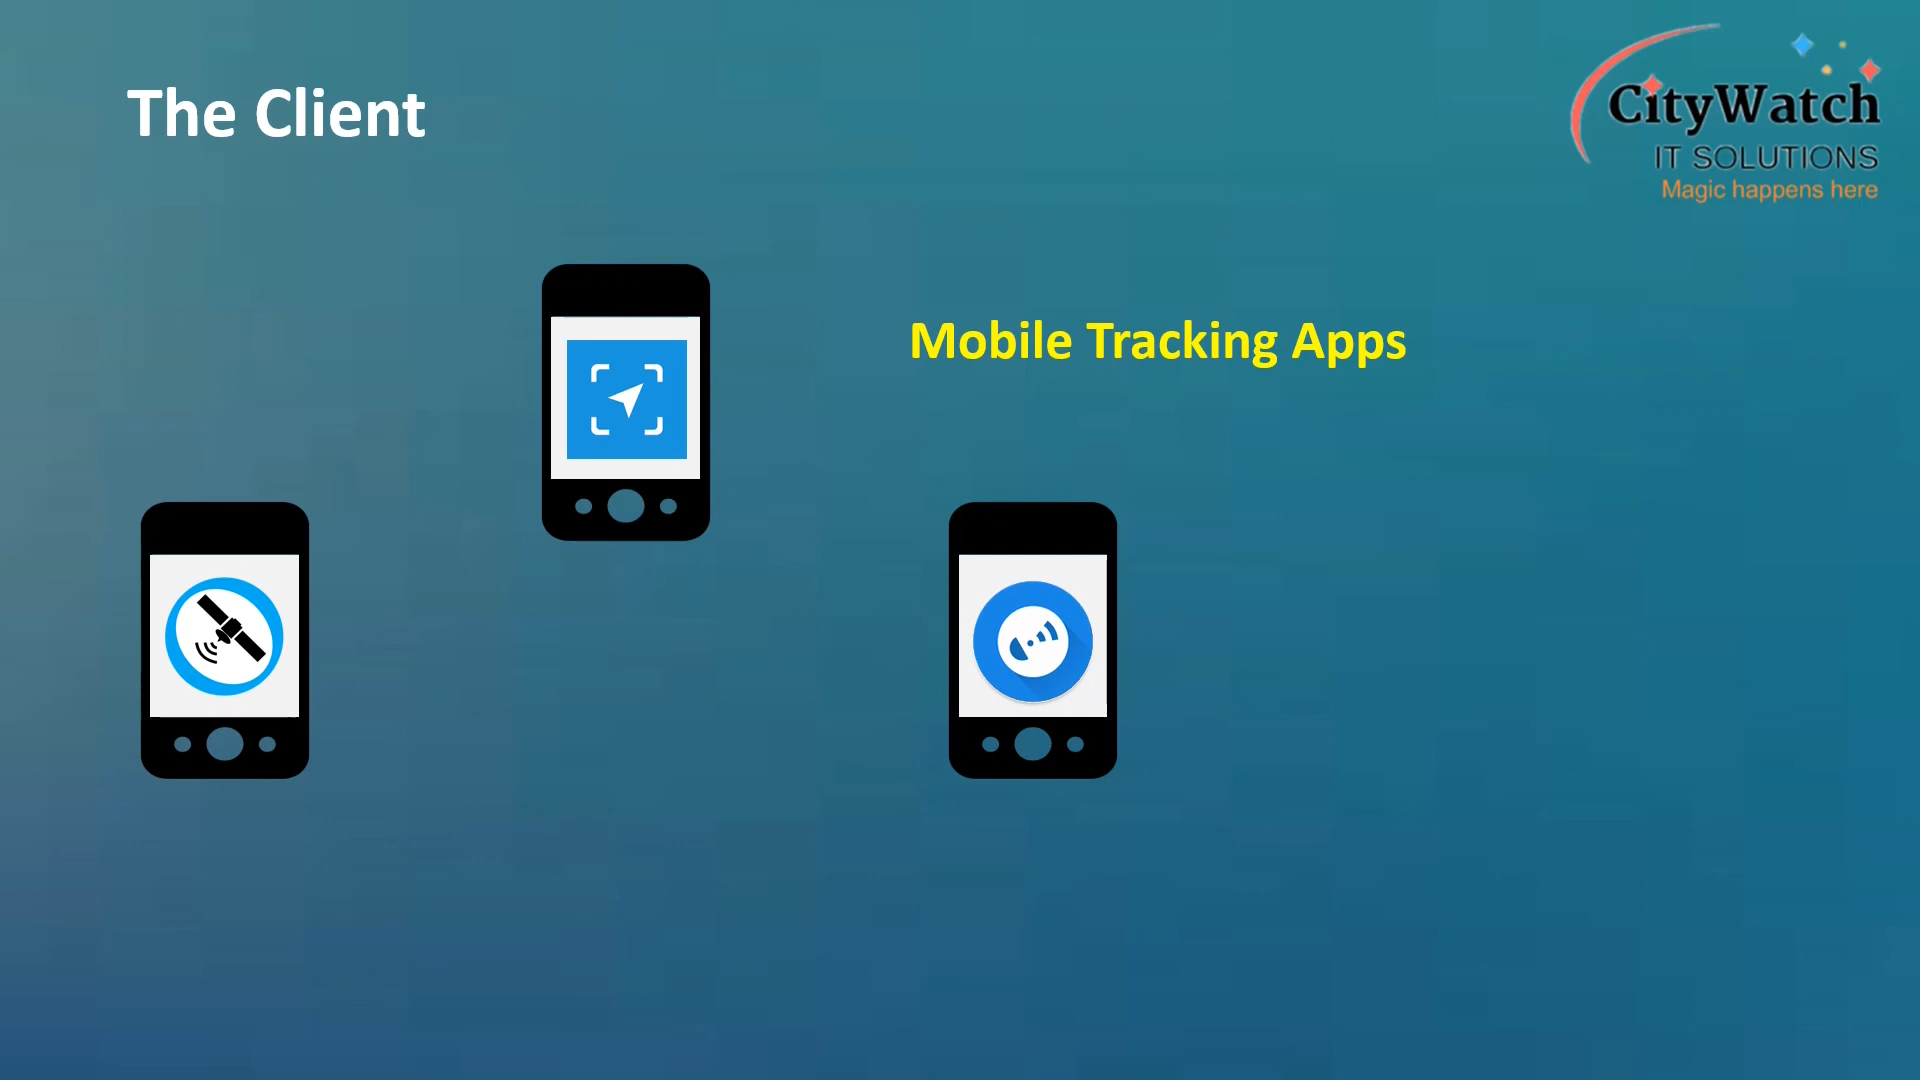 The Client
CityWatch
IT SOLUTIONS
Magic happens here
Mobile Tracking Apps